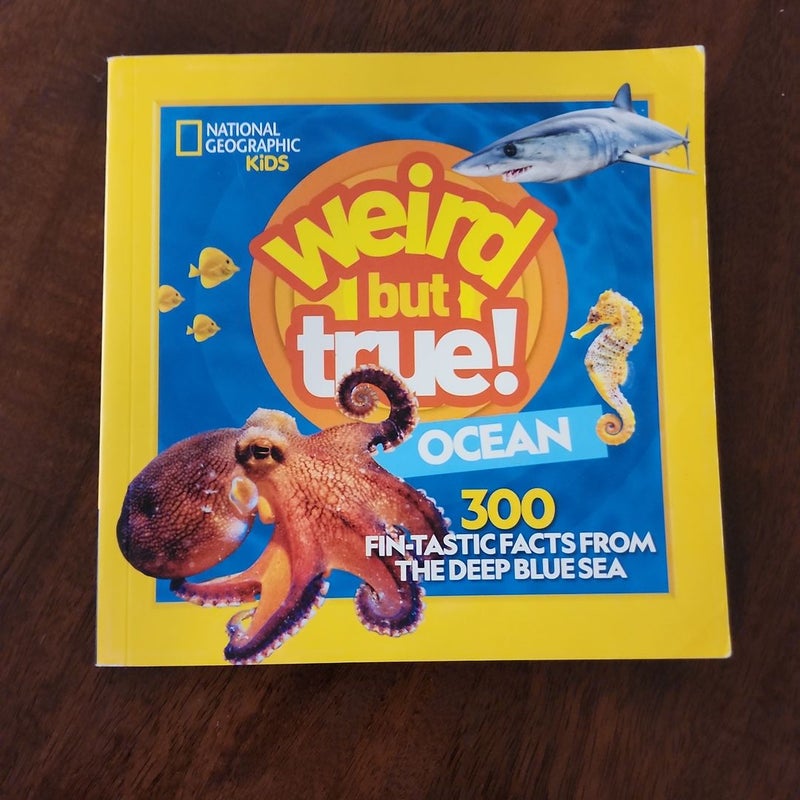 NATIONAL
GEOGRAPHIC
KiDS
weird
but
true!
OCEAN
300
FIN-TASTIC FACTS FROM
THE DEEP BLUE SEA